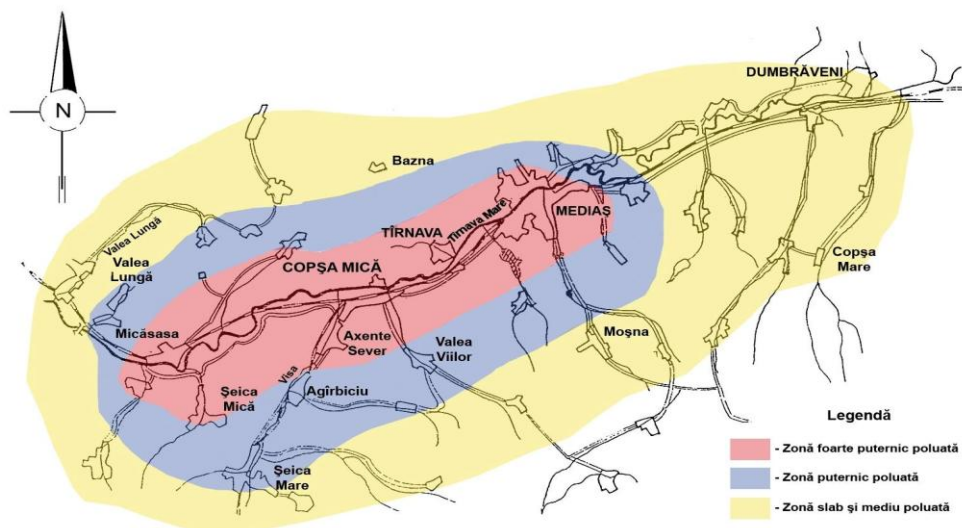 N
DUMBRĂVENI
Bazna
MEDIAŞ
TÎRNAVA
Tîrnava Mare
Valea Lungă
Valea
Lungă
COPŞA MICĂ
Copşa
Mare
Micăsasa
Axente
Sever
Valea
Viilor
Moşna
Visa
Şeica
Mică
Agîrbiciu
Şeica
Mare
Legendă
- Zonă foarte puternic poluată
- Zonă puternic poluată
- Zonă slab şi mediu poluată